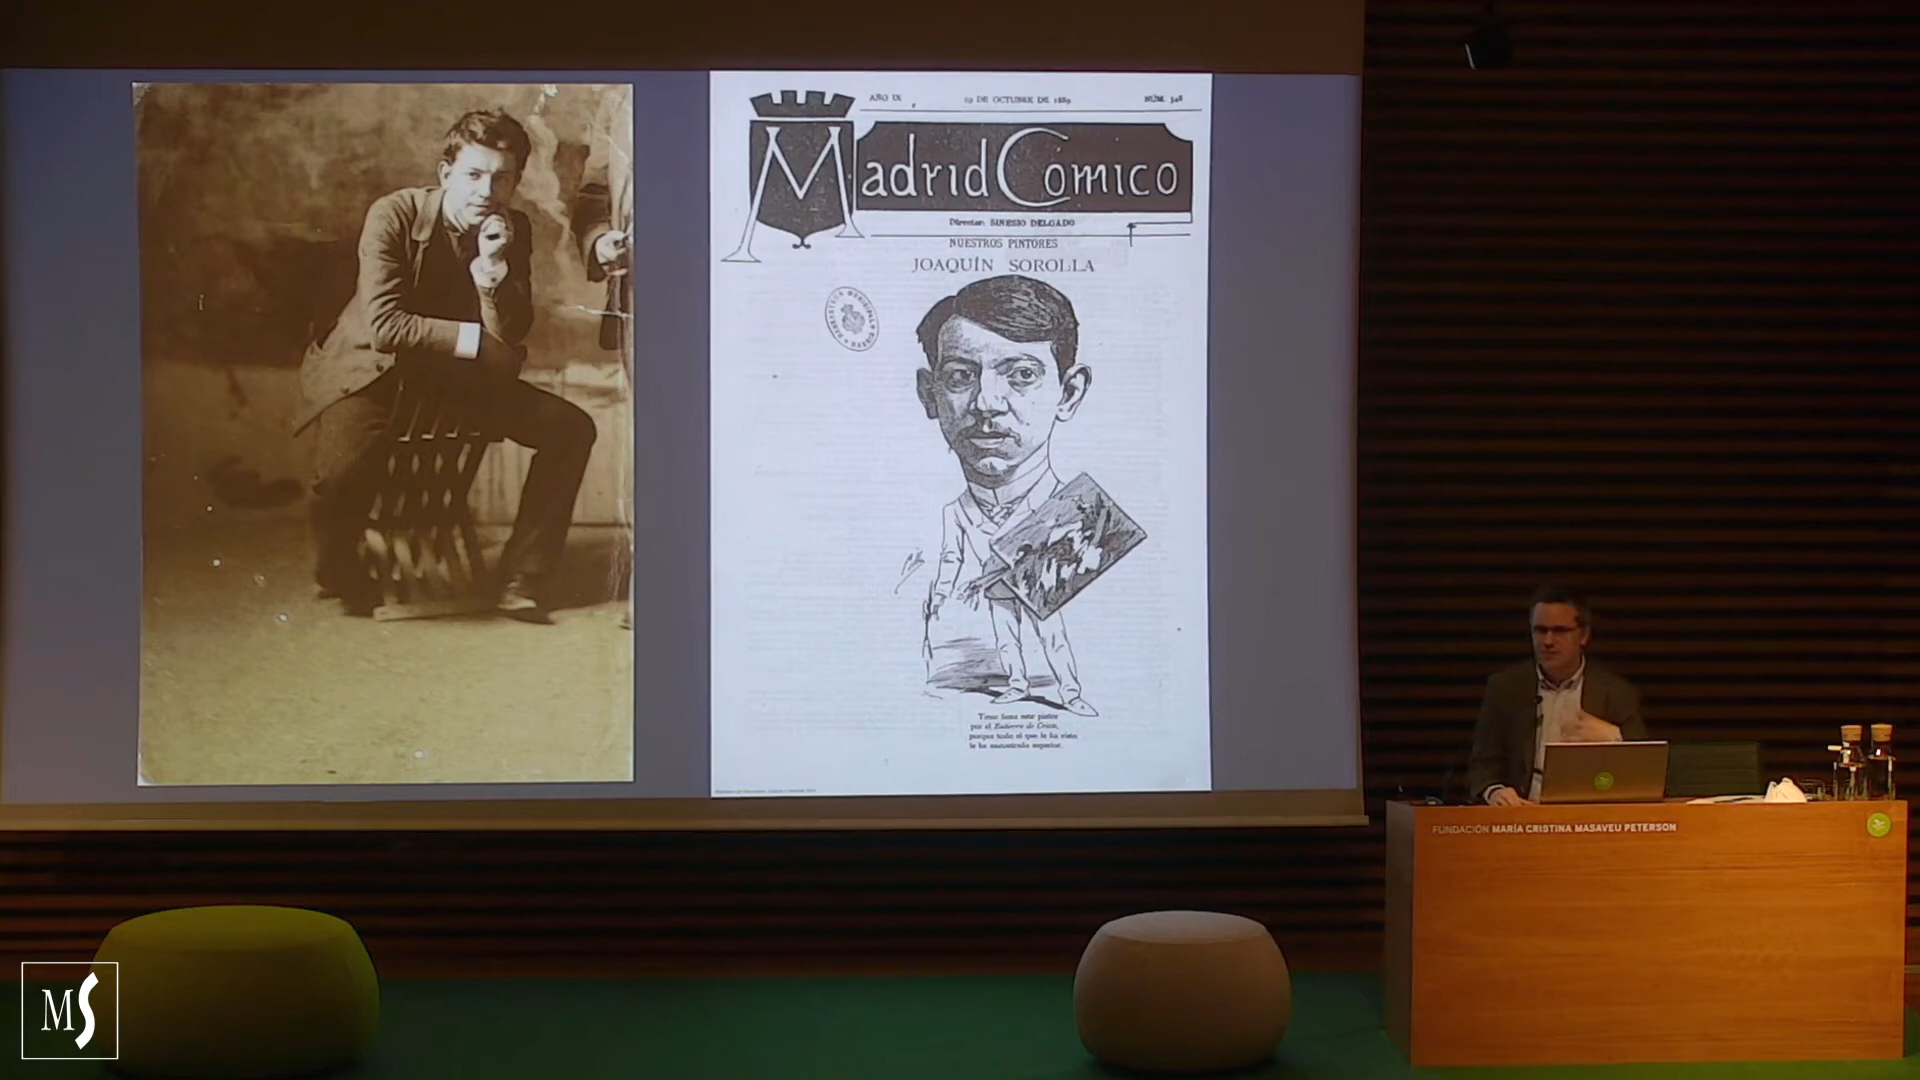 AÑO IX
19 DE OCTUBRE DE 1889
NÚM. 348
Madrid Cómico
Director: SINESIO DELGADO
NUESTROS PINTORES
JOAQUÍN SOROLLA
Tiene fama este pintor
por el Entierro de Cristo,
porque todo el que le ha visto
le ha encontrado superior.
FUNDACIÓN MARÍA CRISTINA MASAVEU PETERSON
MS